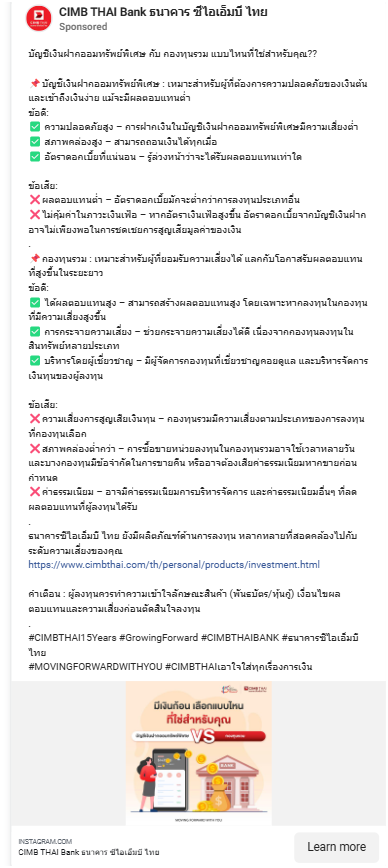 CIMB THAI Bank ธนาคาร ซีไอเอ็มบี ไทย
Sponsored
บัญชีเงินฝากออมทรัพย์พิเศษ กับ กองทุนรวม แบบไหนที่ใช่สำหรับคุณ??
📌 บัญชีเงินฝากออมทรัพย์พิเศษ : เหมาะสำหรับผู้ที่ต้องการความปลอดภัยของเงินต้น
และเข้าถึงเงินง่าย แม้จะมีผลตอบแทนต่ำ
ข้อดี:
✅ ความปลอดภัยสูง – การฝากเงินในบัญชีเงินฝากออมทรัพย์พิเศษมีความเสี่ยงต่ำ
✅ สภาพคล่องสูง – สามารถถอนเงินได้ทุกเมื่อ
✅ อัตราดอกเบี้ยที่แน่นอน – รู้ล่วงหน้าว่าจะได้รับผลตอบแทนเท่าใด
ข้อเสีย:
❌ ผลตอบแทนต่ำ – อัตราดอกเบี้ยมักจะต่ำกว่าการลงทุนประเภทอื่น
❌ ไม่คุ้มค่าในภาวะเงินเฟ้อ – หากอัตราเงินเฟ้อสูงขึ้น อัตราดอกเบี้ยจากบัญชีเงินฝาก
อาจไม่เพียงพอในการชดเชยการสูญเสียมูลค่าของเงิน
.
📌 กองทุนรวม : เหมาะสำหรับผู้ที่ยอมรับความเสี่ยงได้ แลกกับโอกาสรับผลตอบแทน
ที่สูงขึ้นในระยะยาว
ข้อดี:
✅ ได้ผลตอบแทนสูง – สามารถสร้างผลตอบแทนสูง โดยเฉพาะหากลงทุนในกองทุน
ที่มีความเสี่ยงสูงขึ้น
✅ การกระจายความเสี่ยง – ช่วยกระจายความเสี่ยงได้ดี เนื่องจากกองทุนลงทุนใน
สินทรัพย์หลายประเภท
✅ บริหารโดยผู้เชี่ยวชาญ – มีผู้จัดการกองทุนที่เชี่ยวชาญคอยดูแล และบริหารจัดการ
เงินทุนของผู้ลงทุน
ข้อเสีย:
❌ ความเสี่ยงการสูญเสียเงินทุน – กองทุนรวมมีความเสี่ยงตามประเภทของการลงทุน
ที่กองทุนเลือก
❌ สภาพคล่องต่ำกว่า – การซื้อขายหน่วยลงทุนในกองทุนรวมอาจใช้เวลาหลายวัน
และบางกองทุนมีข้อจำกัดในการขายคืน หรืออาจต้องเสียค่าธรรมเนียมหากขายก่อน
กำหนด
❌ ค่าธรรมเนียม – อาจมีค่าธรรมเนียมการบริหารจัดการ และค่าธรรมเนียมอื่นๆ ที่ลด
ผลตอบแทนที่ผู้ลงทุนได้รับ
.
ธนาคารซีไอเอ็มบี ไทย ยังมีผลิตภัณฑ์ด้านการลงทุน หลากหลายที่สอดคล้องไปกับ
ระดับความเสี่ยงของคุณ
https://www.cimbthai.com/th/personal/products/investment.html
คำเตือน : ผู้ลงทุนควรทำความเข้าใจลักษณะสินค้า (พันธบัตร/หุ้นกู้) เงื่อนไขผล
ตอบแทนและความเสี่ยงก่อนตัดสินใจลงทุน
.
#CIMBTHAI15Years #GrowingForward #CIMBTHAIBANK #ธนาคารซีไอเอ็มบี
ไทย
#MOVINGFORWARDWITHYOU #CIMBTHAIเอาใจใส่ทุกเรื่องการเงิน
CIMB THAI
มีเงินก้อน เลือกแบบไหน
ที่ใช่สำหรับคุณ
บัญชีเงินฝากออมทรัพย์พิเศษ
VS
กองทุนรวม
BANK
MOVING FORWARD WITH YOU
INSTAGRAM.COM
CIMB THAI Bank ธนาคาร ซีไอเอ็มบี ไทย
Learn more